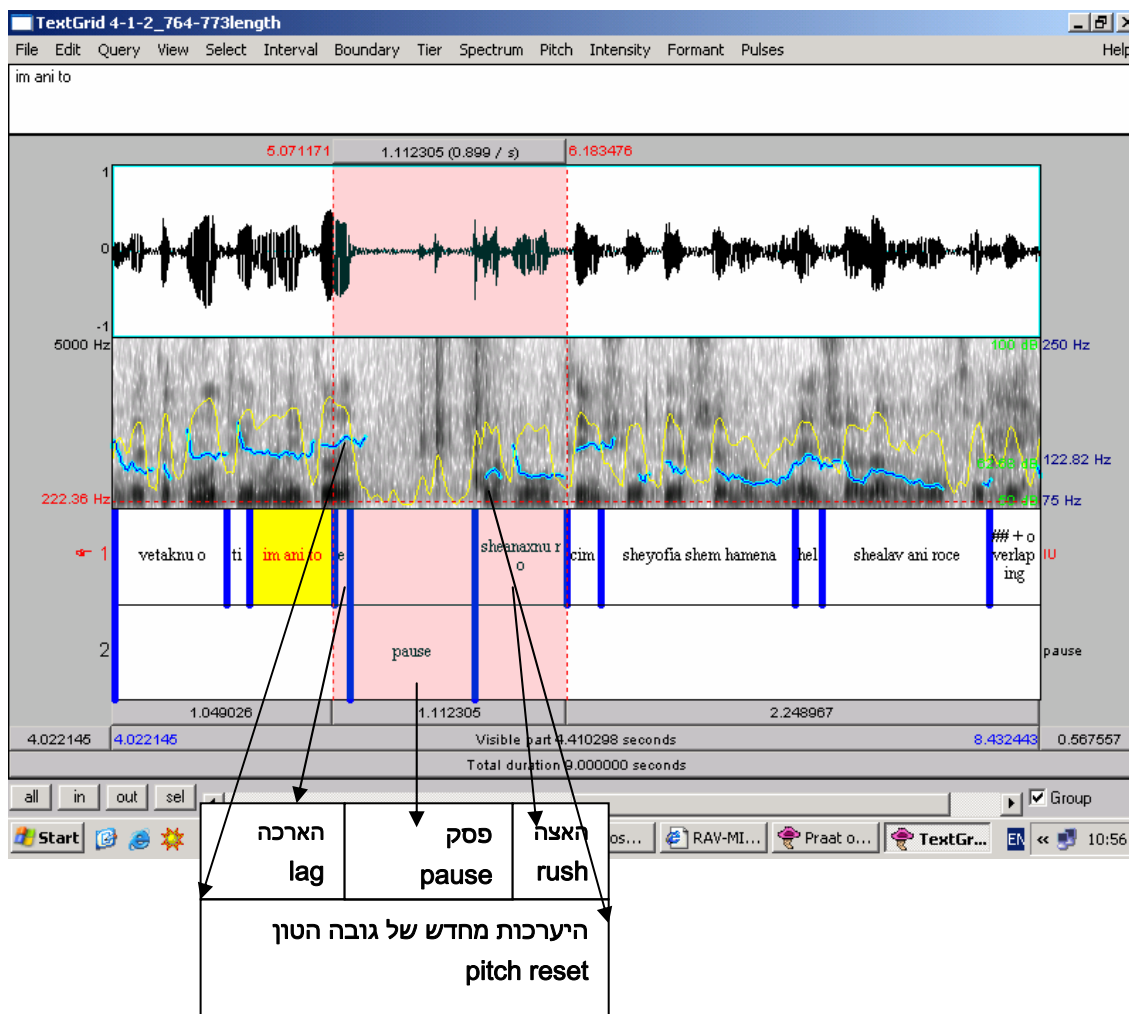 TextGrid 4-1-2_764-773length
File Edit Query View Select Interval Boundary Tier Spectrum Pitch Intensity Formant Pulses Help
im ani to
5.071171 1.112305 (0.899 / s) 6.183476
1
0
-1
5000 Hz 100 dB 250 Hz
122.82 Hz
222.36 Hz 50 dB 75 Hz
1 vetaknu o ti im ani to e sheanaxnu r
o
cim sheyofia shem hamena hel shealav ani roce ## + o
verlap
ing
IU
2 pause pause
1.049026 1.112305 2.248967
4.022145 4.022145 Visible part 4.410298 seconds 8.432443 0.567557
Total duration 9.000000 seconds
all in out sel Group
Start os... RAV-MI... Praat o... TextGr... EN « 10:56
הארכה
lag
פסק
pause
האצה
rush
היערכות מחדש של גובה הטון
pitch reset